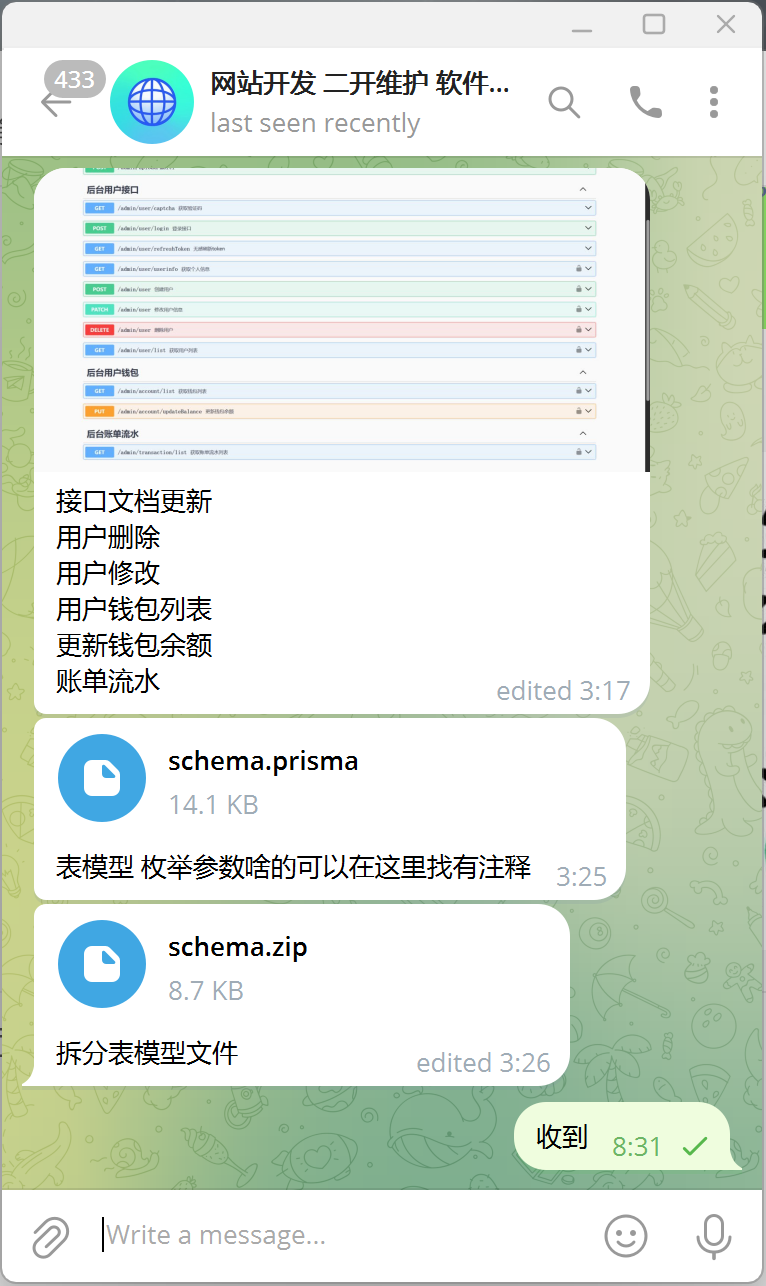 433
网站开发 二开维护 软件...
last seen recently
后台用户接口
GET /admin/user/captcha 获取验证码
POST /admin/user/login 登录接口
GET /admin/user/refreshToken 无感刷新token
GET /admin/user/userinfo 获取个人信息
POST /admin/user 创建用户
PATCH /admin/user 修改用户信息
DELETE /admin/user 删除用户
GET /admin/user/list 获取用户列表
后台用户钱包
GET /admin/account/list 获取钱包列表
PUT /admin/account/updateBalance 更新钱包余额
后台账单流水
GET /admin/transaction/list 获取账单流水列表
接口文档更新
用户删除
用户修改
用户钱包列表
更新钱包余额
账单流水
edited 3:17
schema.prisma
14.1 KB
表模型 枚举参数啥的可以在这里找有注释 3:25
schema.zip
8.7 KB
拆分表模型文件
edited 3:26
收到 8:31
Write a message...